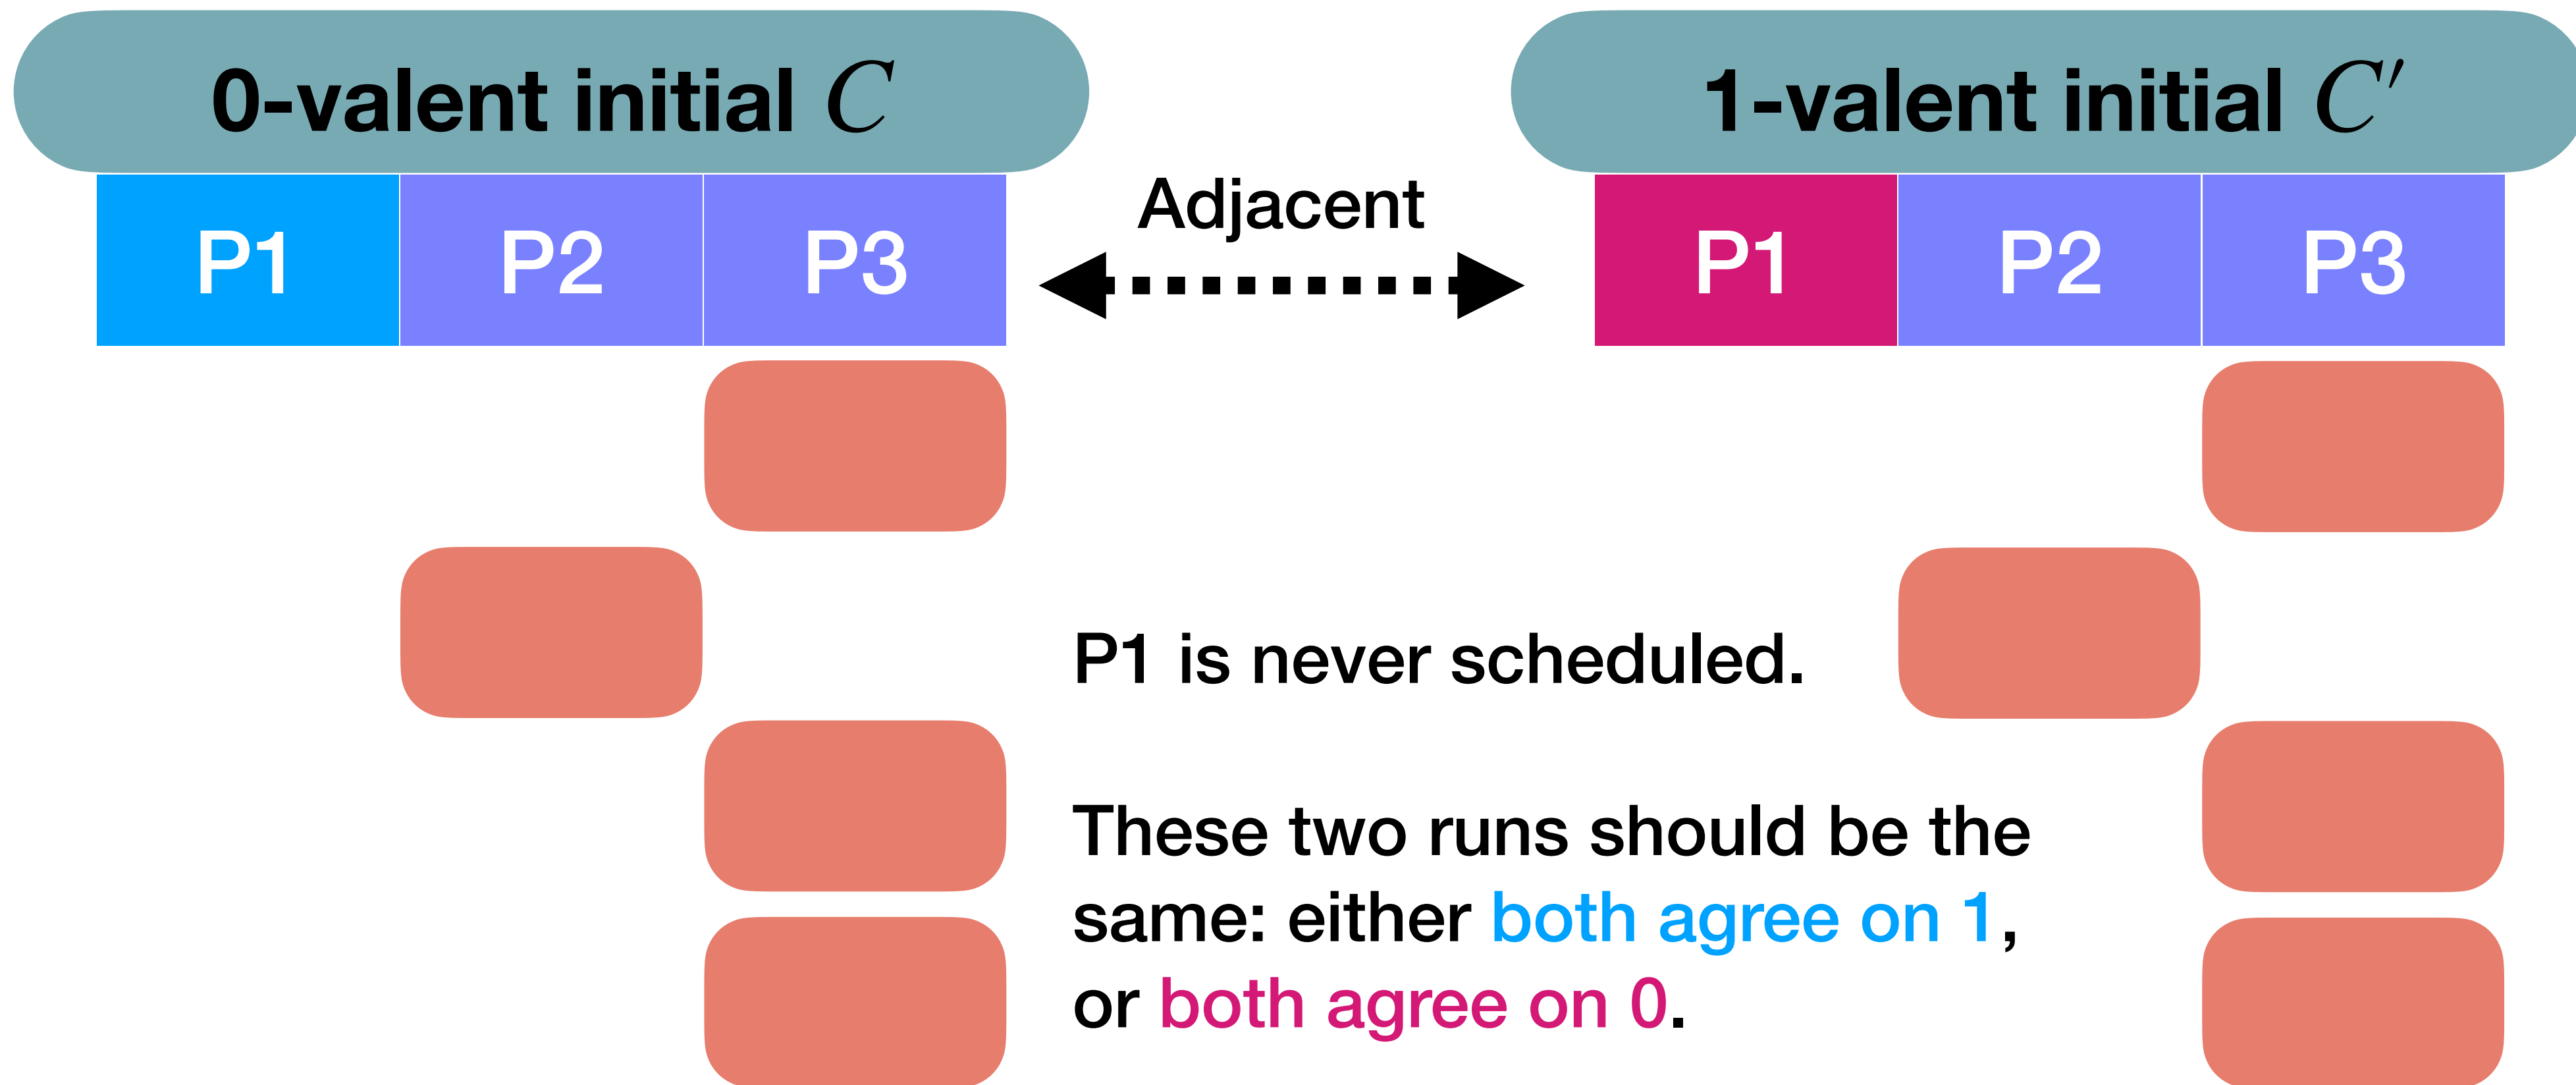 0-valent initial C
1-valent initial C′
Adjacent
P1 P2 P3
P1 P2 P3
P1 is never scheduled.
These two runs should be the
same: either both agree on 1,
or both agree on 0.